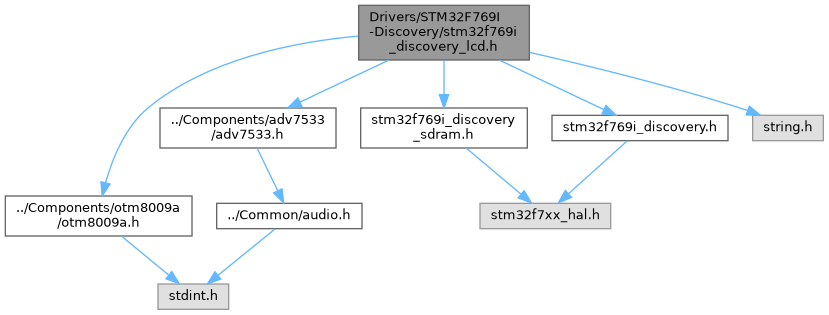 Drivers/STM32F769I
-Discovery/stm32f769i
_discovery_lcd.h
../Components/adv7533
/adv7533.h
stm32f769i_discovery
_sdram.h
stm32f769i_discovery.h
string.h
../Components/otm8009a
/otm8009a.h
../Common/audio.h
stm32f7xx_hal.h
stdint.h